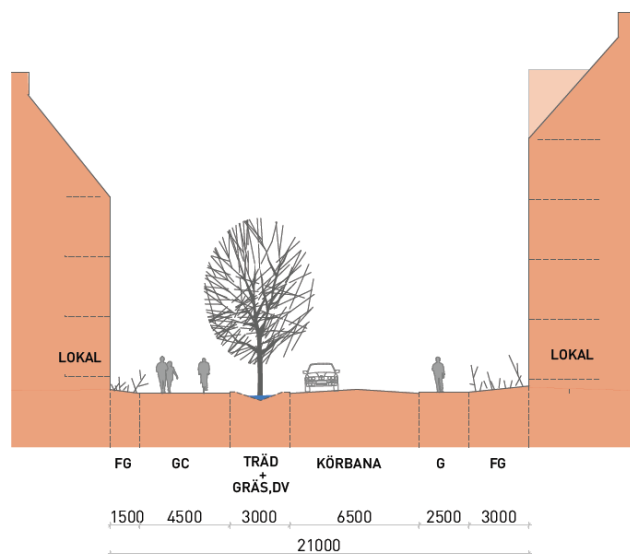 LOKAL
LOKAL
FG GC TRÄD KÖRBANA G FG
+
GRÄS,DV
1500 4500 3000 6500 2500 3000
21000